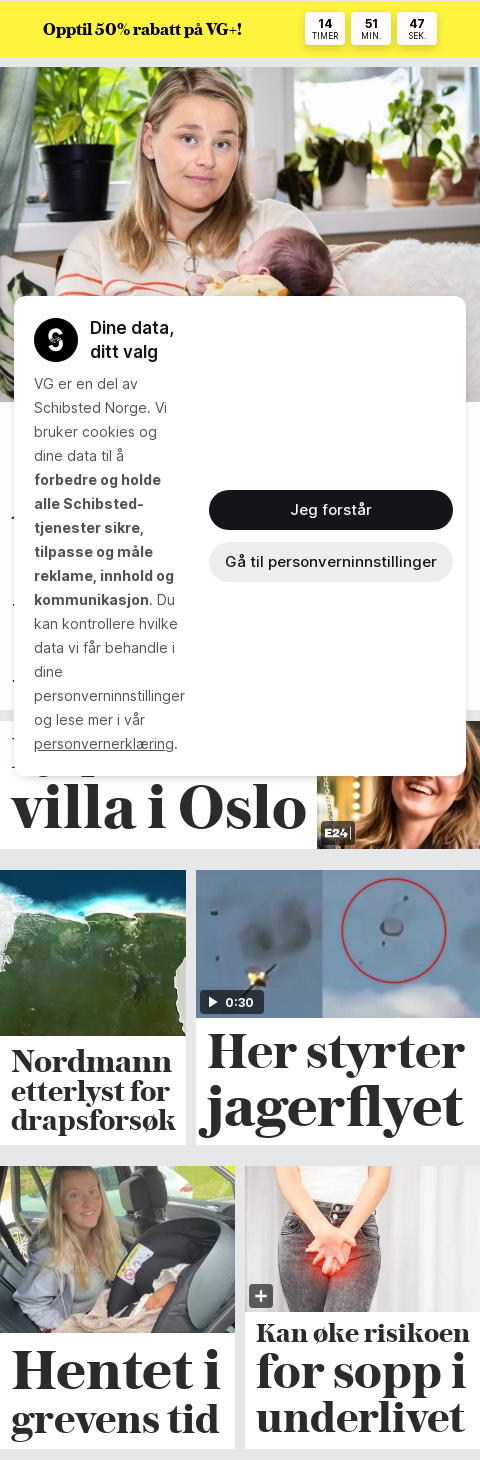 Opptil 50% rabatt på VG+!
14 51 47
TIMER MIN. SEK.
Dine data,
ditt valg
VG er en del av
Schibsted Norge. Vi
bruker cookies og
dine data til å
forbedre og holde
alle Schibsted-
tjenester sikre,
tilpasse og måle
reklame, innhold og
kommunikasjon. Du
kan kontrollere hvilke
data vi får behandle i
dine
personverninnstillinger
og lese mer i vår
personvernerklæring.
Jeg forstår
Gå til personverninnstillinger
villa i Oslo
E24
Nordmann
etterlyst for
drapsforsøk
0:30
Her styrter
jagerflyet
Hentet i
grevens tid
Kan øke risikoen
for sopp i
underlivet